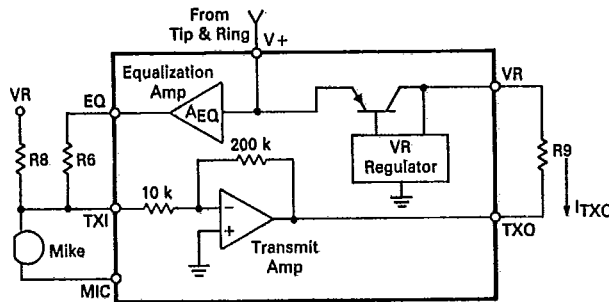 From
Tip & Ring
V+
Equalization
Amp
EQ
VR
VR
AEQ
R8
R6
VR
Regulator
R9
200 k
10 k
ITXO
TXI
−
+
Transmit
Amp
TXO
Mike
MIC